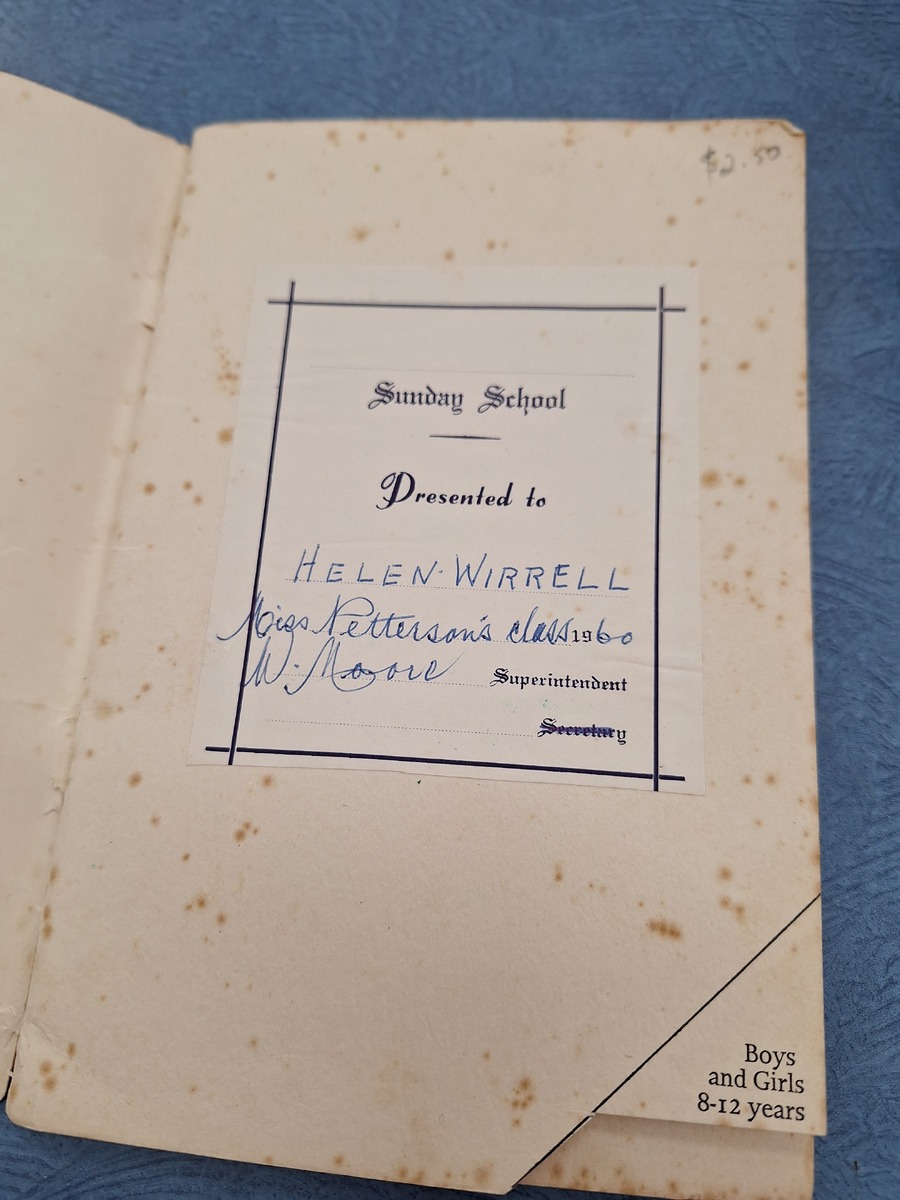 $2.50
Sunday School
Presented to
HELEN WIRRELL
Miss Petterson's class 1960
W. Moore Superintendent
Secretary
Boys
and Girls
8-12 years